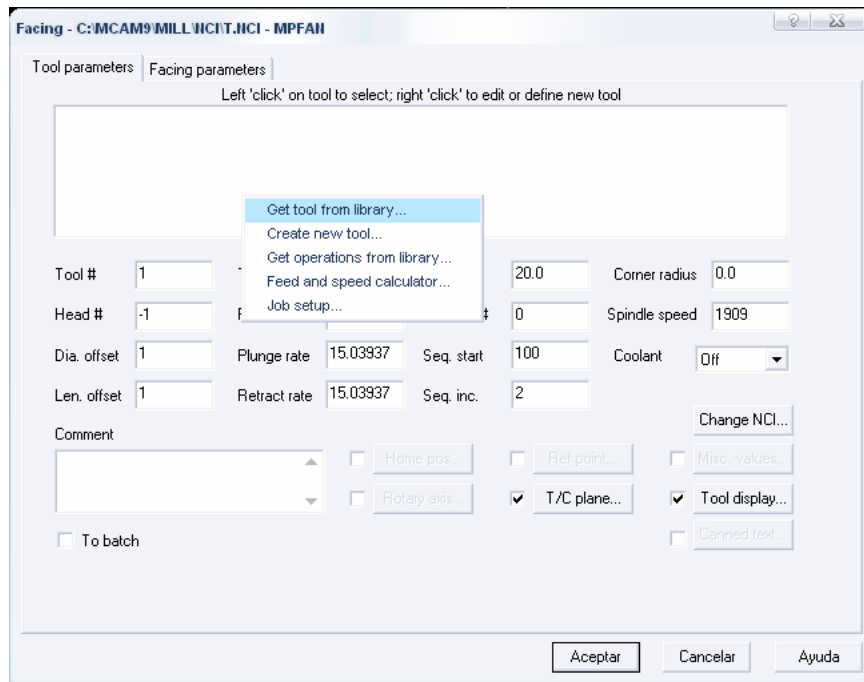 Facing - C:\MCAM9\MILL\NCI\T.NCI - MPFAN
Tool parameters Facing parameters
Left 'click' on tool to select; right 'click' to edit or define new tool
Get tool from library...
Create new tool...
Get operations from library...
Feed and speed calculator...
Job setup...
Tool # 1 20.0 Corner radius 0.0
Head # -1 # 0 Spindle speed 1909
Dia. offset 1 Plunge rate 15.03937 Seq. start 100 Coolant Off
Len. offset 1 Retract rate 15.03937 Seq. inc. 2
Change NCI...
Comment
Home pos... Ref point... Misc. values...
Rotary axis... T/C plane... Tool display...
To batch Canned text...
Aceptar Cancelar Ayuda